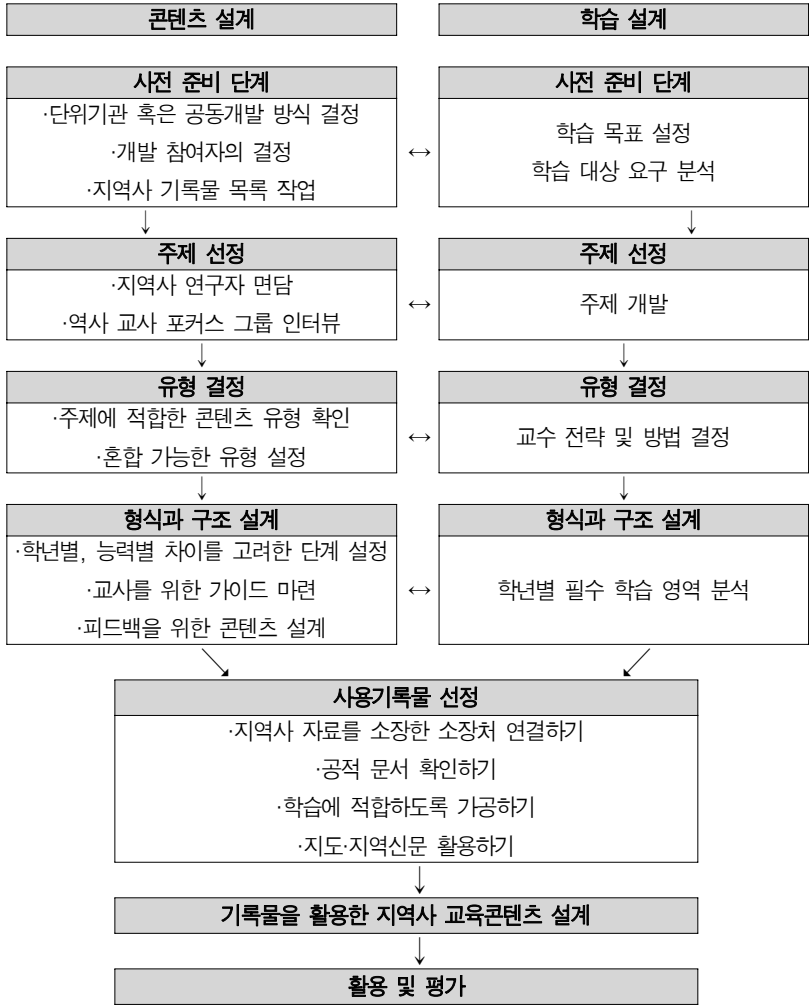 콘텐츠 설계
학습 설계
사전 준비 단계
·단위기관 혹은 공동개발 방식 결정
·개발 참여자의 결정
·지역사 기록물 목록 작업
↔
사전 준비 단계
학습 목표 설정
학습 대상 요구 분석
↓
↓
주제 선정
·지역사 연구자 면담
·역사 교사 포커스 그룹 인터뷰
↔
주제 선정
주제 개발
↓
↓
유형 결정
·주제에 적합한 콘텐츠 유형 확인
·혼합 가능한 유형 설정
↔
유형 결정
교수 전략 및 방법 결정
↓
↓
형식과 구조 설계
·학년별, 능력별 차이를 고려한 단계 설정
·교사를 위한 가이드 마련
·피드백을 위한 콘텐츠 설계
↔
형식과 구조 설계
학년별 필수 학습 영역 분석
↘
↙
사용기록물 선정
·지역사 자료를 소장한 소장처 연결하기
·공적 문서 확인하기
·학습에 적합하도록 가공하기
·지도·지역신문 활용하기
↓
기록물을 활용한 지역사 교육콘텐츠 설계
↓
활용 및 평가